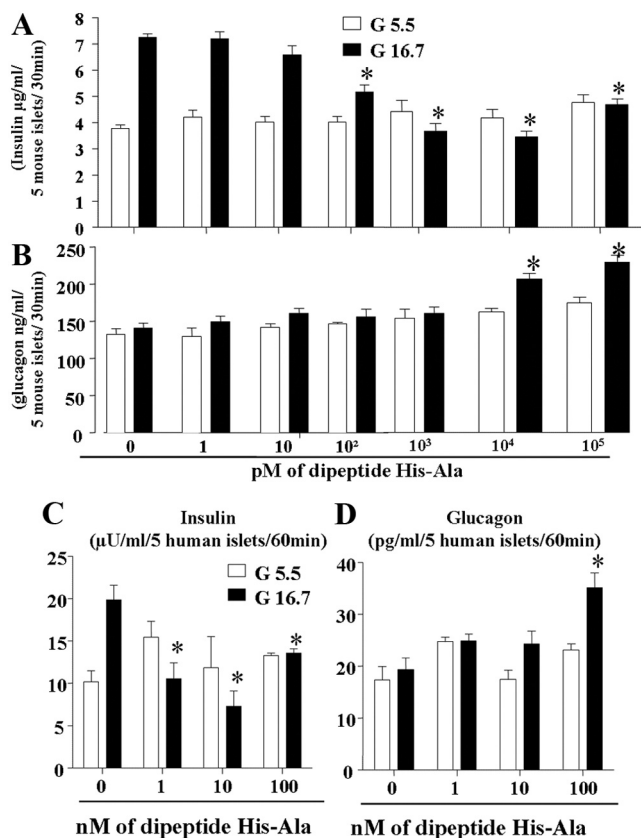 A
G 5.5
G 16.7
(Insulin µg/ml/
5 mouse islets/ 30min)
8
7
6
5
4
3
2
1
0
* * * *
B
(glucagon ng/ml/
5 mouse islets/ 30min)
250
200
150
100
50
0
* *
0 1 10 10² 10³ 10⁴ 10⁵
pM of dipeptide His-Ala
C
Insulin
(µU/ml/5 human islets/60min)
25
20
15
10
5
0
G 5.5
G 16.7
* * *
0 1 10 100
nM of dipeptide His-Ala
D
Glucagon
(pg/ml/5 human islets/60min)
40
30
20
10
0
*
0 1 10 100
nM of dipeptide His-Ala